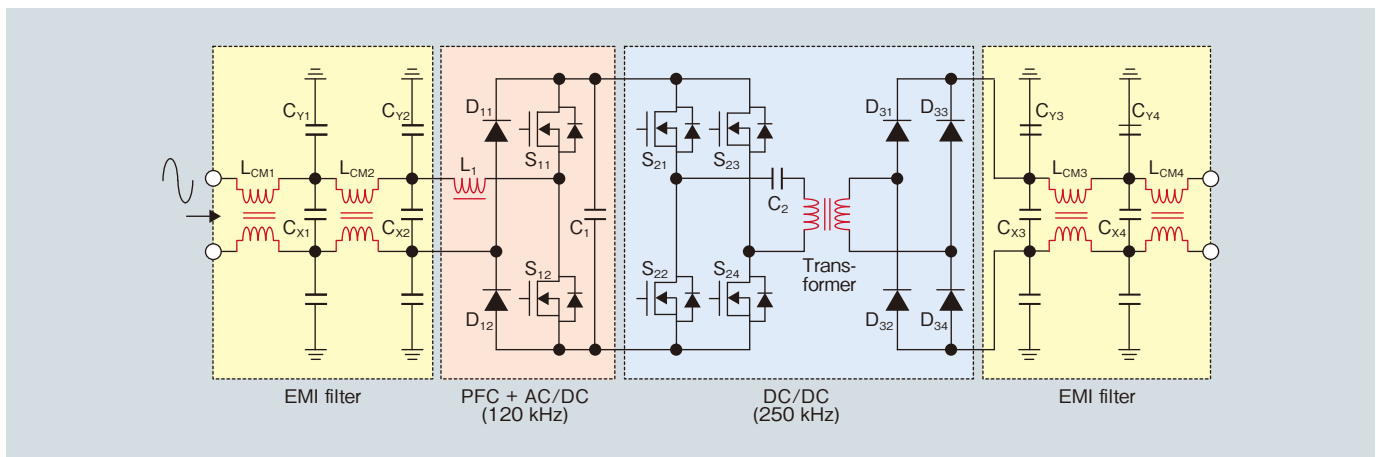 C_Y1
C_Y2
L_CM1
L_CM2
C_X1
C_X2
EMI filter
D_11
S_11
L_1
C_1
S_12
D_12
PFC + AC/DC
(120 kHz)
S_21
S_23
C_2
S_22
S_24
Trans-
former
D_31
D_33
D_32
D_34
DC/DC
(250 kHz)
C_Y3
C_Y4
L_CM3
L_CM4
C_X3
C_X4
EMI filter